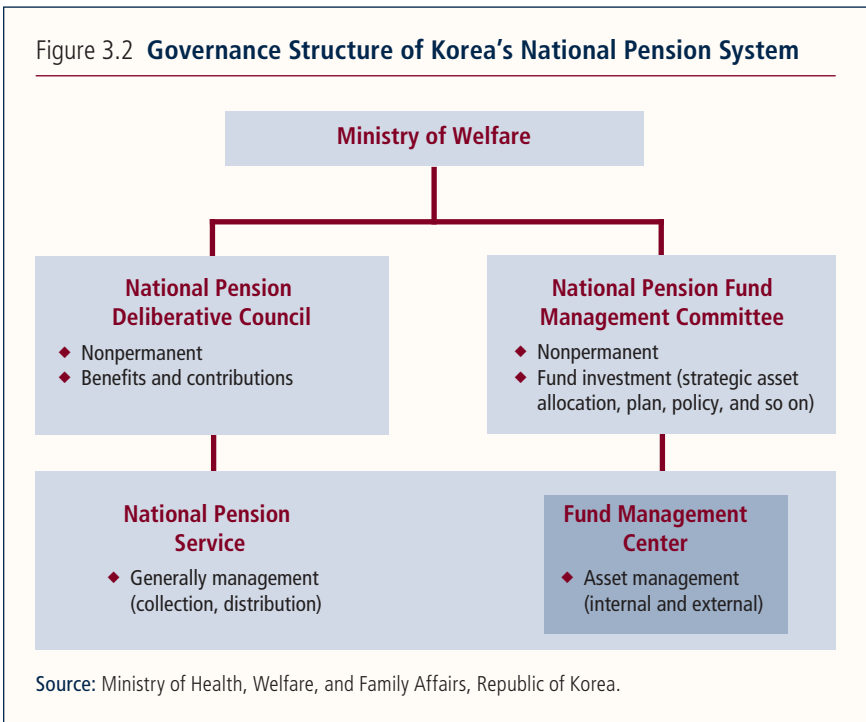 Figure 3.2 Governance Structure of Korea's National Pension System
Ministry of Welfare
National Pension
Deliberative Council
◆ Nonpermanent
◆ Benefits and contributions
National Pension Fund
Management Committee
◆ Nonpermanent
◆ Fund investment (strategic asset
allocation, plan, policy, and so on)
National Pension
Service
◆ Generally management
(collection, distribution)
Fund Management
Center
◆ Asset management
(internal and external)
Source: Ministry of Health, Welfare, and Family Affairs, Republic of Korea.